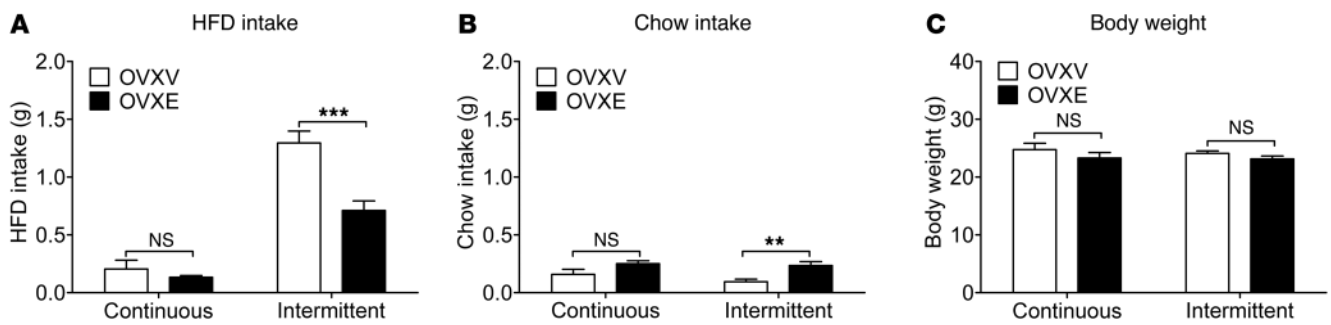 A HFD intake
HFD intake (g)
2.0
1.5
1.0
0.5
0.0
OVXV
OVXE
NS
***
Continuous Intermittent
B Chow intake
Chow intake (g)
2.0
1.5
1.0
0.5
0.0
OVXV
OVXE
NS
**
Continuous Intermittent
C Body weight
Body weight (g)
40
30
20
10
0
OVXV
OVXE
NS
NS
Continuous Intermittent